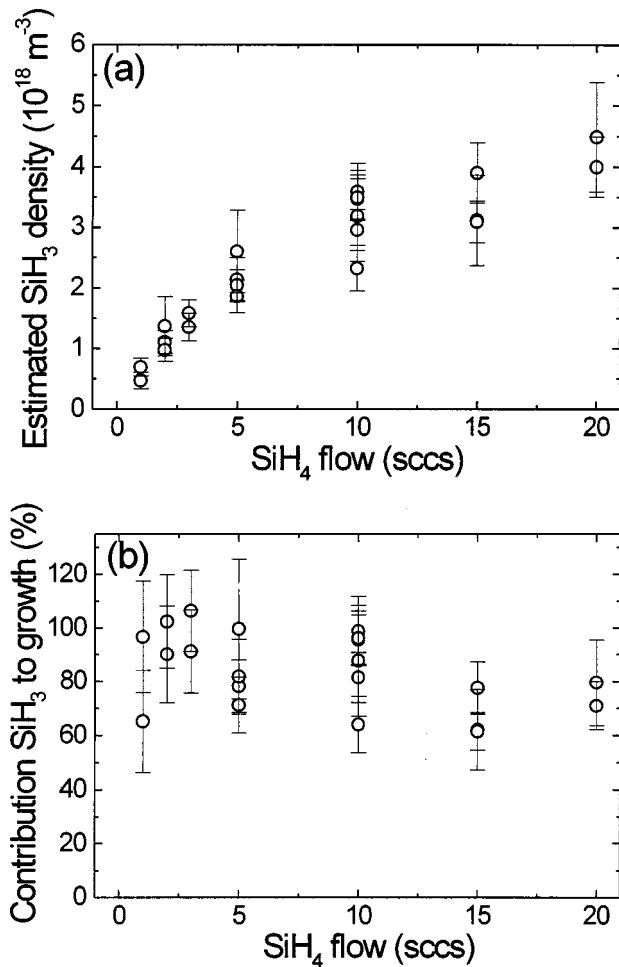 (a)
Estimated SiH₃ density (10¹⁸ m⁻³)
6
5
4
3
2
1
0
0 5 10 15 20
SiH₄ flow (sccs)
(b)
Contribution SiH₃ to growth (%)
120
100
80
60
40
20
0
0 5 10 15 20
SiH₄ flow (sccs)